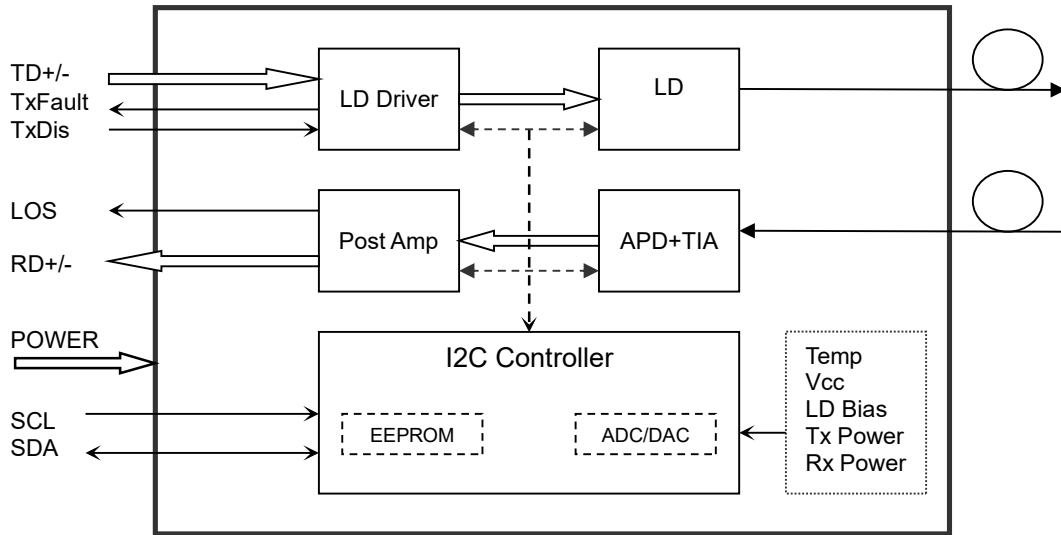 TD+/-
TxFault
TxDis
LD Driver
LD
LOS
RD+/-
Post Amp
APD+TIA
POWER
SCL
SDA
I2C Controller
EEPROM
ADC/DAC
Temp
Vcc
LD Bias
Tx Power
Rx Power